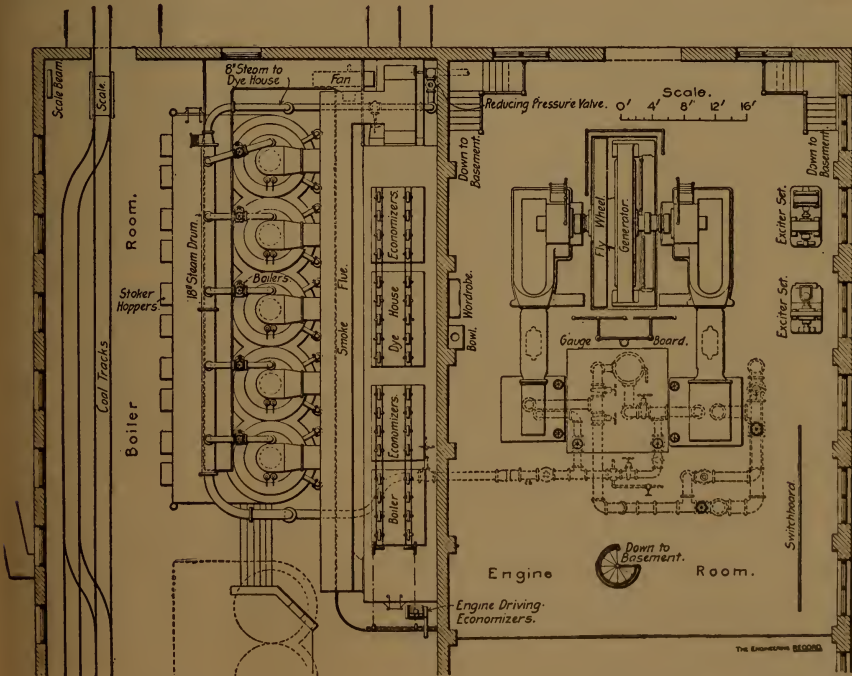 Scale Beam.
Scale.
8" Steam to
Dye House
Fan
Reducing Pressure Valve.
Scale.
0' 4' 8' 12' 16'
Down to
Basement.
Down to
Basement.
Boiler Room.
Coal Tracks
Stoker
Hoppers
18" Steam Drum
Boilers
Smoke Flue.
Economizers.
Dye House
Economizers.
Boiler
Wardrobe.
Bowl.
Fly Wheel
Generator.
Exciter Set.
Exciter Set.
Gauge Board.
Switchboard.
Down to
Basement.
Engine Room.
Engine Driving
Economizers.
THE ENGINEERING RECORD.